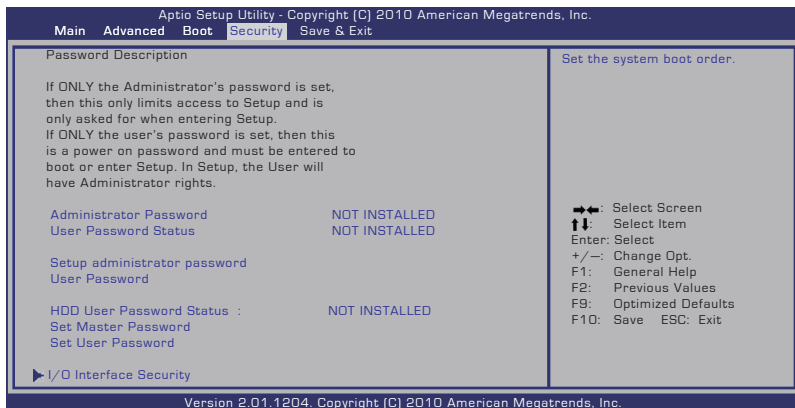 Aptio Setup Utility - Copyright (C) 2010 American Megatrends, Inc.
Main Advanced Boot Security Save & Exit
Password Description
If ONLY the Administrator's password is set,
then this only limits access to Setup and is
only asked for when entering Setup.
If ONLY the user's password is set, then this
is a power on password and must be entered to
boot or enter Setup. In Setup, the User will
have Administrator rights.
Administrator Password NOT INSTALLED
User Password Status NOT INSTALLED
Setup administrator password
User Password
HDD User Password Status : NOT INSTALLED
Set Master Password
Set User Password
I/O Interface Security
Set the system boot order.
→←: Select Screen
↑↓: Select Item
Enter: Select
+/—: Change Opt.
F1: General Help
F2: Previous Values
F9: Optimized Defaults
F10: Save ESC: Exit
Version 2.01.1204. Copyright (C) 2010 American Megatrends, Inc.